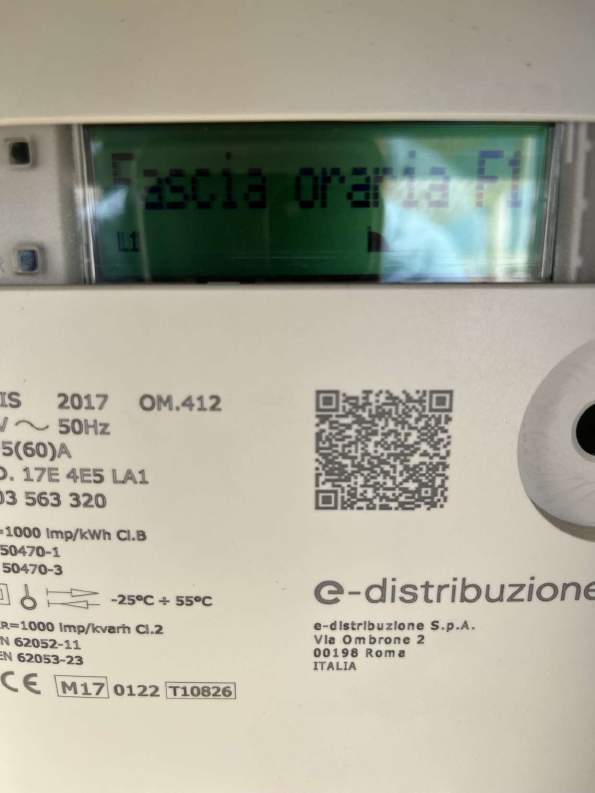 Fascia oraria F1
L1
IS 2017 OM.412
V ~ 50Hz
5(60)A
D. 17E 4E5 LA1
03 563 320
=1000 imp/kWh Cl.B
50470-1
50470-3
-25°C ÷ 55°C
R=1000 imp/kvarh Cl.2
EN 62052-11
EN 62053-23
CE M17 0122 T10826
e-distribuzione
e-distribuzione S.p.A.
Via Ombrone 2
00198 Roma
ITALIA